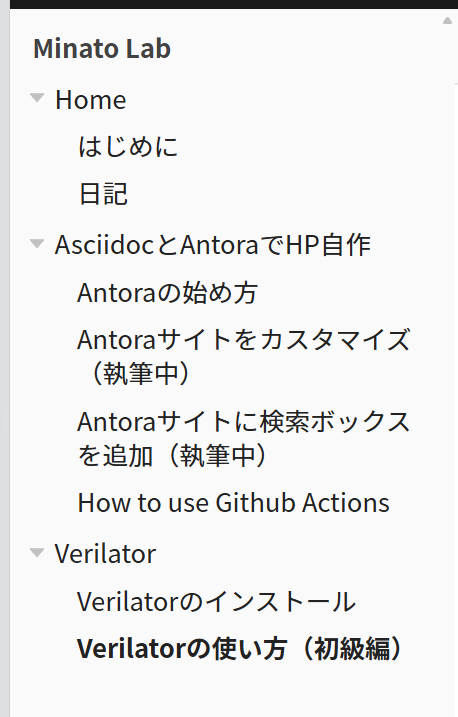 Minato Lab
Home
はじめに
日記
AsciidocとAntoraでHP自作
Antoraの始め方
Antoraサイトをカスタマイズ
（執筆中）
Antoraサイトに検索ボックス
を追加（執筆中）
How to use Github Actions
Verilator
Verilatorのインストール
Verilatorの使い方（初級編）